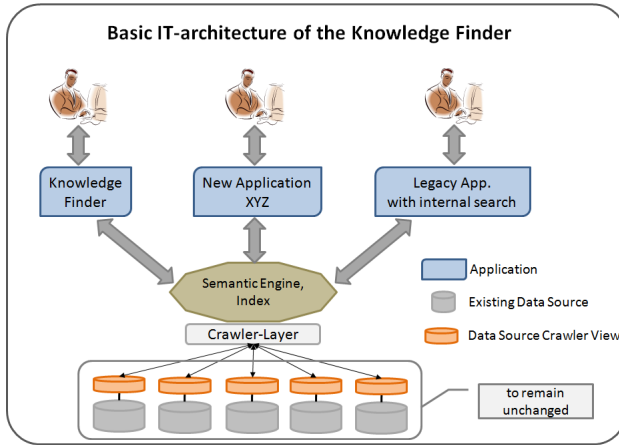 Basic IT-architecture of the Knowledge Finder
Knowledge
Finder
New Application
XYZ
Legacy App.
with internal search
Semantic Engine,
Index
Crawler-Layer
Application
Existing Data Source
Data Source Crawler View
to remain
unchanged